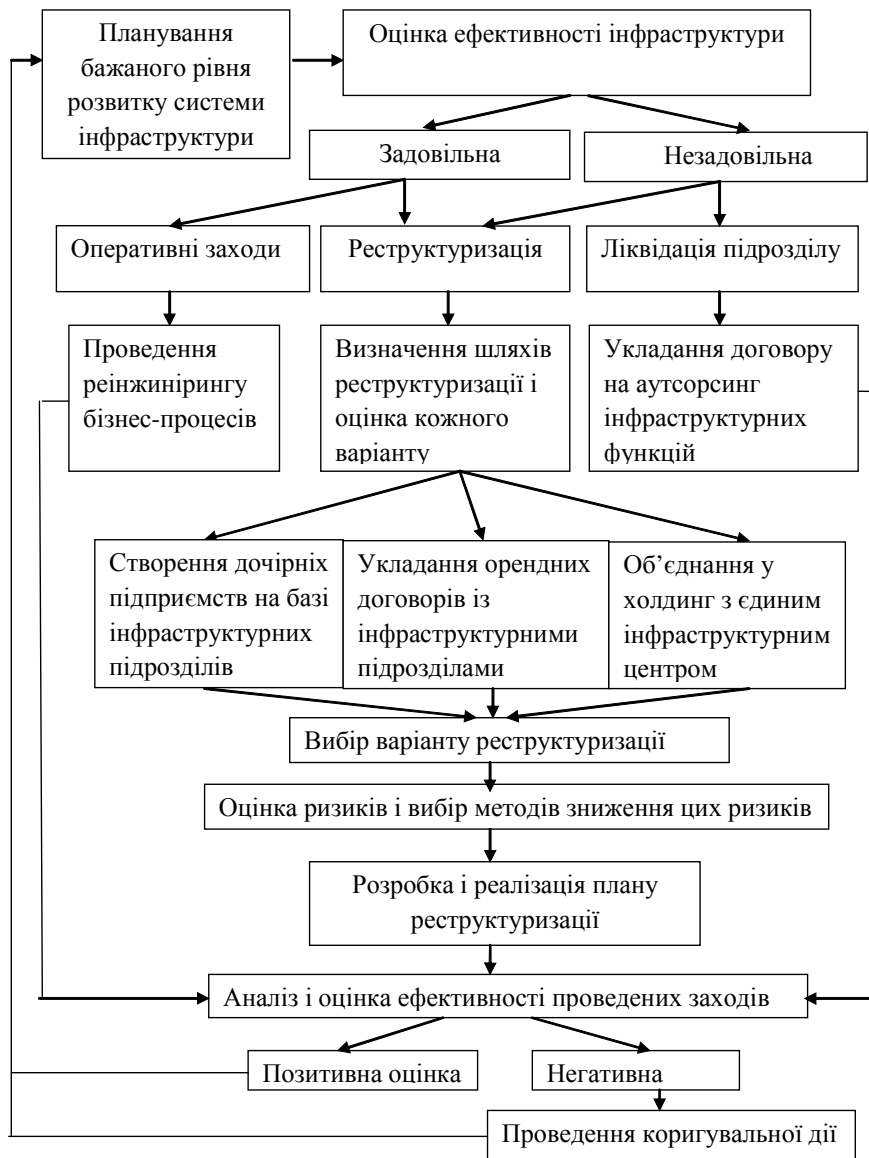 Планування
бажаного рівня
розвитку системи
інфраструктури
Оцінка ефективності інфраструктури
Задовільна
Незадовільна
Оперативні заходи
Реструктуризація
Ліквідація підрозділу
Проведення
реінжинірингу
бізнес-процесів
Визначення шляхів
реструктуризації і
оцінка кожного
варіанту
Укладання договору
на аутсорсинг
інфраструктурних
функцій
Створення дочірніх
підприємств на базі
інфраструктурних
підрозділів
Укладання орендних
договорів із
інфраструктурними
підрозділами
Об’єднання у
холдинг з єдиним
інфраструктурним
центром
Вибір варіанту реструктуризації
Оцінка ризиків і вибір методів зниження цих ризиків
Розробка і реалізація плану
реструктуризації
Аналіз і оцінка ефективності проведених заходів
Позитивна оцінка
Негативна
Проведення коригувальної дії